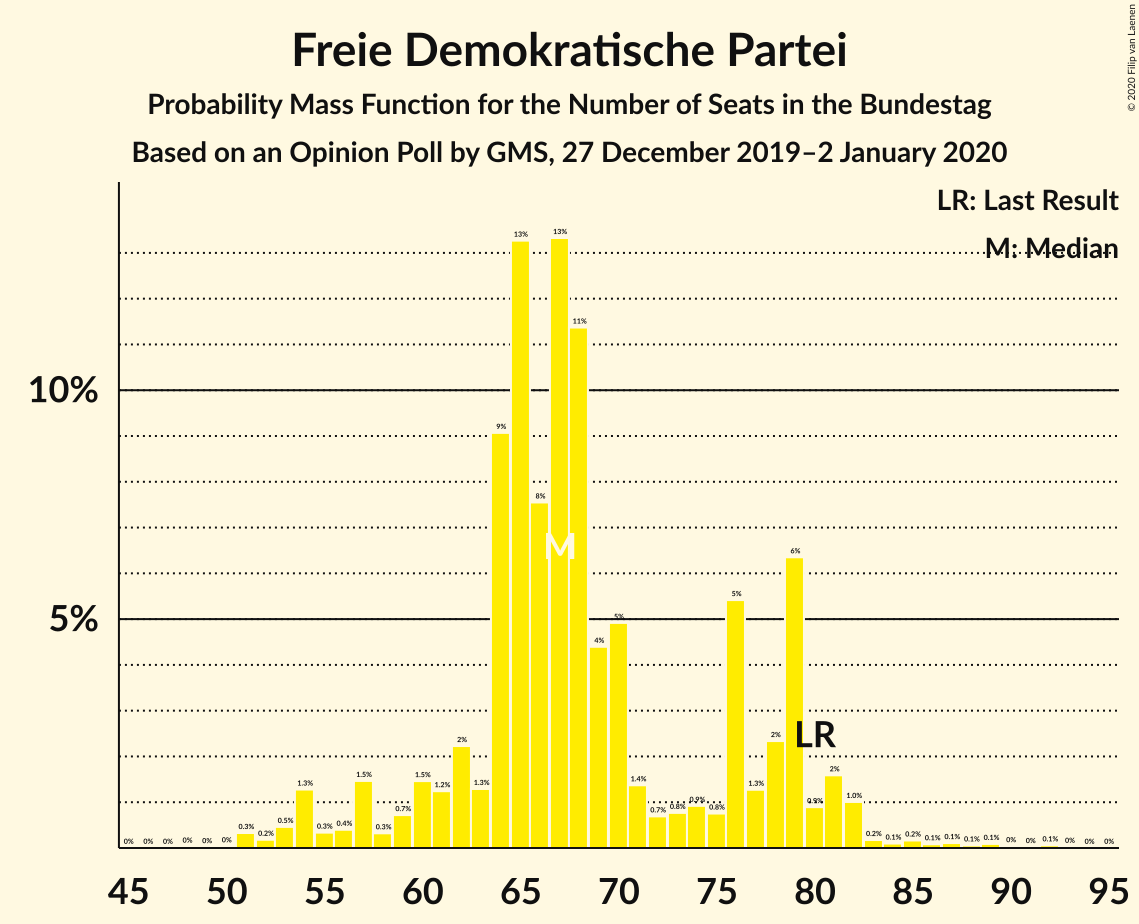 Freie Demokratische Partei
Probability Mass Function for the Number of Seats in the Bundestag
Based on an Opinion Poll by GMS, 27 December 2019–2 January 2020
© 2020 Filip van Laenen
LR: Last Result
M: Median
10%
5%
0% 0% 0% 0% 0% 0% 0.3% 0.2% 0.5% 1.3% 0.3% 0.4% 1.5% 0.3% 0.7% 1.5% 1.2% 2% 1.3% 9% 13% 8% 13% 11% 4% 5% 1.4% 0.7% 0.8% 0.9% 0.8% 5% 1.3% 2% 6% 0.9% 2% 1.0% 0.2% 0.1% 0.2% 0.1% 0.1% 0.1% 0.1% 0% 0% 0.1% 0% 0% 0%
M
LR
45 50 55 60 65 70 75 80 85 90 95